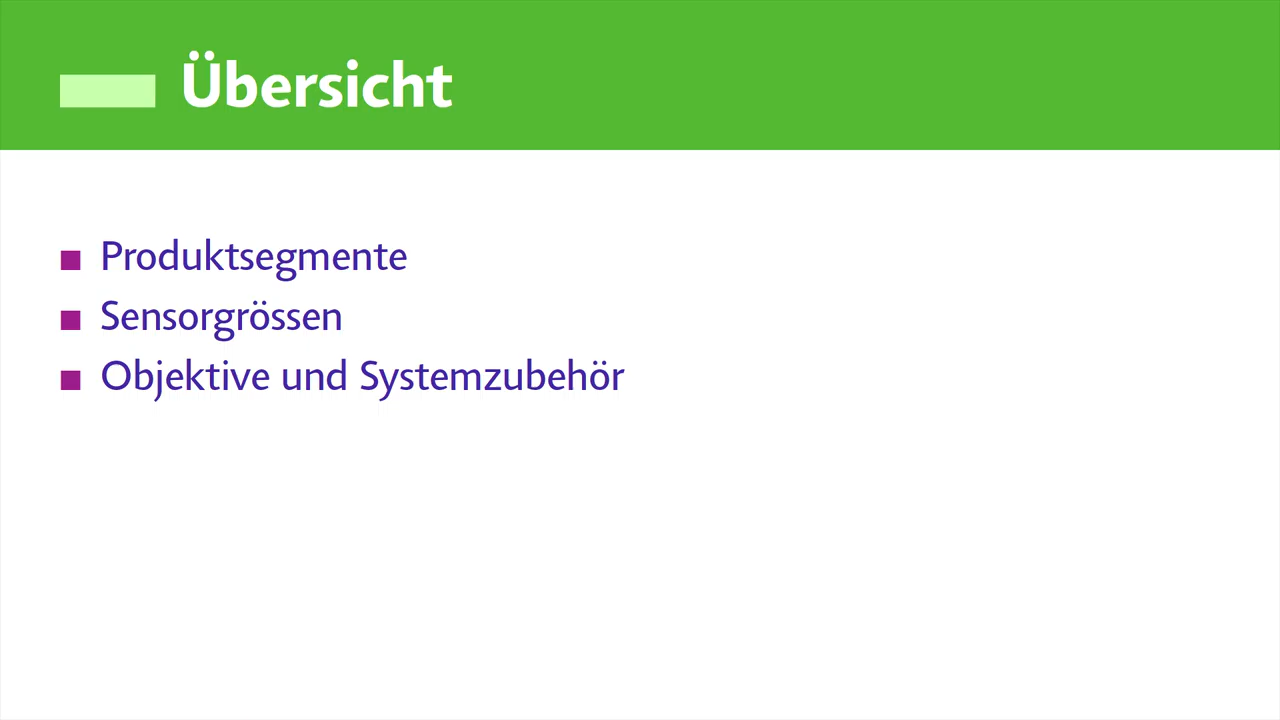 Übersicht
Produktsegmente
Sensorgrössen
Objektive und Systemzubehör